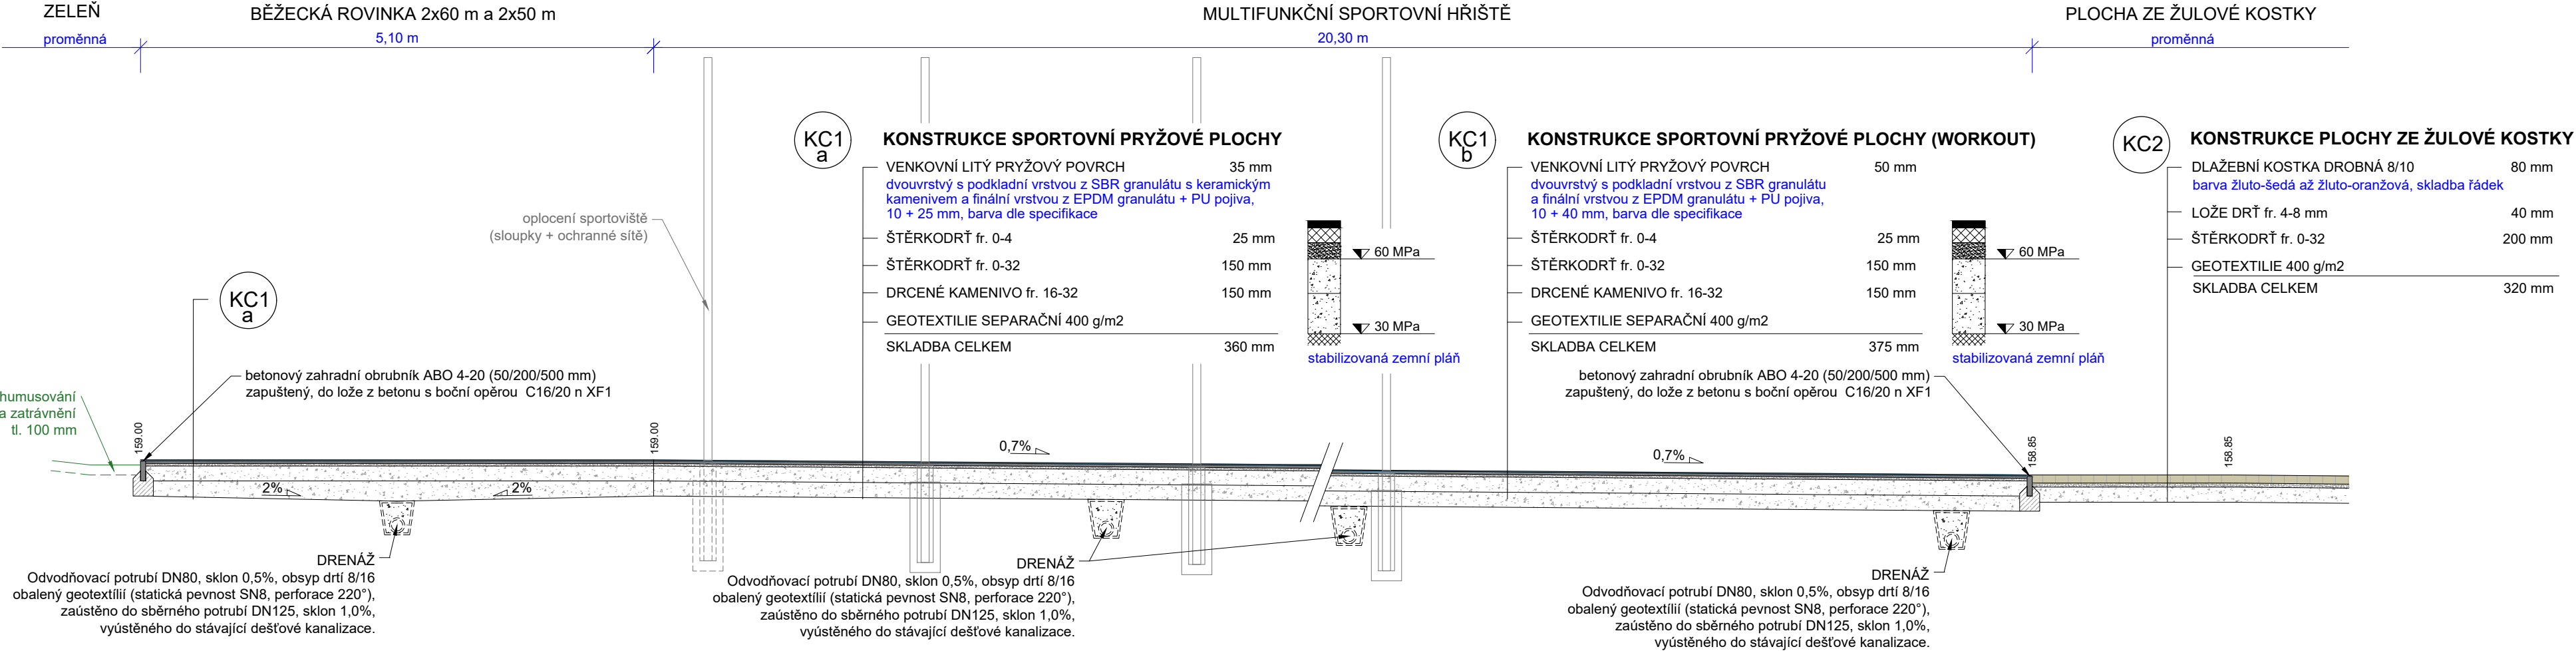 ZELEŇ
BĚŽECKÁ ROVINKA 2x60 m a 2x50 m
MULTIFUNKČNÍ SPORTOVNÍ HŘIŠTĚ
PLOCHA ZE ŽULOVÉ KOSTKY
proměnná
5,10 m
20,30 m
proměnná
KC1
a
KONSTRUKCE SPORTOVNÍ PRYŽOVÉ PLOCHY
VENKOVNÍ LITÝ PRYŽOVÝ POVRCH 35 mm
dvouvrstvý s podkladní vrstvou z SBR granulátu s keramickým
kamenivem a finální vrstvou z EPDM granulátu + PU pojiva,
10 + 25 mm, barva dle specifikace
ŠTĚRKODRŤ fr. 0-4 25 mm
ŠTĚRKODRŤ fr. 0-32 150 mm
DRCENÉ KAMENIVO fr. 16-32 150 mm
GEOTEXTILIE SEPARAČNÍ 400 g/m2
SKLADBA CELKEM 360 mm
60 MPa
30 MPa
stabilizovaná zemní pláň
KC1
b
KONSTRUKCE SPORTOVNÍ PRYŽOVÉ PLOCHY (WORKOUT)
VENKOVNÍ LITÝ PRYŽOVÝ POVRCH 50 mm
dvouvrstvý s podkladní vrstvou z SBR granulátu
a finální vrstvou z EPDM granulátu + PU pojiva,
10 + 40 mm, barva dle specifikace
ŠTĚRKODRŤ fr. 0-4 25 mm
ŠTĚRKODRŤ fr. 0-32 150 mm
DRCENÉ KAMENIVO fr. 16-32 150 mm
GEOTEXTILIE SEPARAČNÍ 400 g/m2
SKLADBA CELKEM 375 mm
60 MPa
30 MPa
stabilizovaná zemní pláň
KC2
KONSTRUKCE PLOCHY ZE ŽULOVÉ KOSTKY
DLAŽEBNÍ KOSTKA DROBNÁ 8/10 80 mm
barva žluto-šedá až žluto-oranžová, skladba řádek
LOŽE DRŤ fr. 4-8 mm 40 mm
ŠTĚRKODRŤ fr. 0-32 200 mm
GEOTEXTILIE 400 g/m2
SKLADBA CELKEM 320 mm
oplocení sportoviště
(sloupky + ochranné sítě)
KC1
a
betonový zahradní obrubník ABO 4-20 (50/200/500 mm)
zapuštený, do lože z betonu s boční opěrou C16/20 n XF1
betonový zahradní obrubník ABO 4-20 (50/200/500 mm)
zapuštený, do lože z betonu s boční opěrou C16/20 n XF1
humusování
a zatrávnění
tl. 100 mm
159.00
159.00
0,7%
0,7%
158.85
158.85
2%
2%
DRENÁŽ
Odvodňovací potrubí DN80, sklon 0,5%, obsyp drtí 8/16
obalený geotextílií (statická pevnost SN8, perforace 220°),
zaústěno do sběrného potrubí DN125, sklon 1,0%,
vyústěného do stávající dešťové kanalizace.
DRENÁŽ
Odvodňovací potrubí DN80, sklon 0,5%, obsyp drtí 8/16
obalený geotextílií (statická pevnost SN8, perforace 220°),
zaústěno do sběrného potrubí DN125, sklon 1,0%,
vyústěného do stávající dešťové kanalizace.
DRENÁŽ
Odvodňovací potrubí DN80, sklon 0,5%, obsyp drtí 8/16
obalený geotextílií (statická pevnost SN8, perforace 220°),
zaústěno do sběrného potrubí DN125, sklon 1,0%,
vyústěného do stávající dešťové kanalizace.